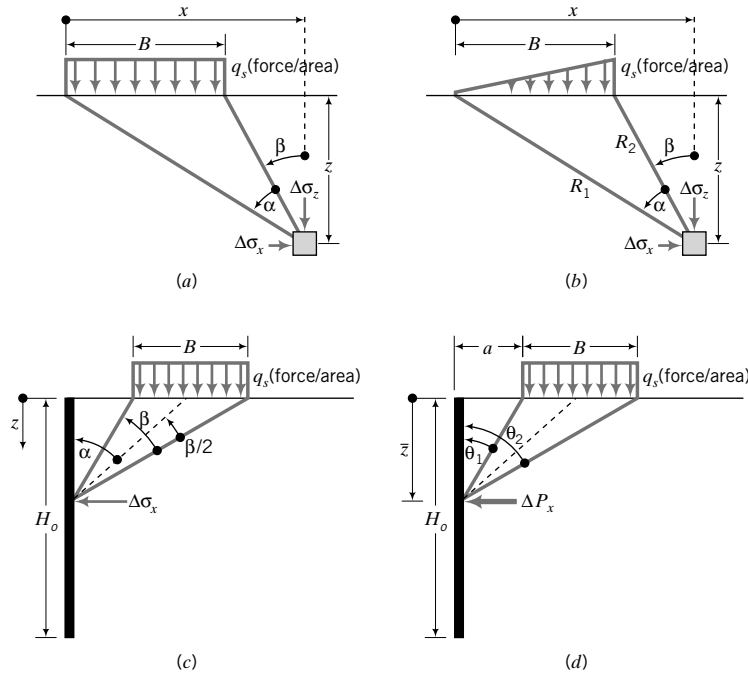 x
B
q_s(force/area)
β
z
α
Δσ_z
Δσ_x
(a)
x
B
q_s(force/area)
β
R_2
z
R_1
α
Δσ_z
Δσ_x
(b)
B
q_s(force/area)
z
α
β
β/2
Δσ_x
H_o
(c)
a
B
q_s(force/area)
z̄
θ_1
θ_2
ΔP_x
H_o
(d)